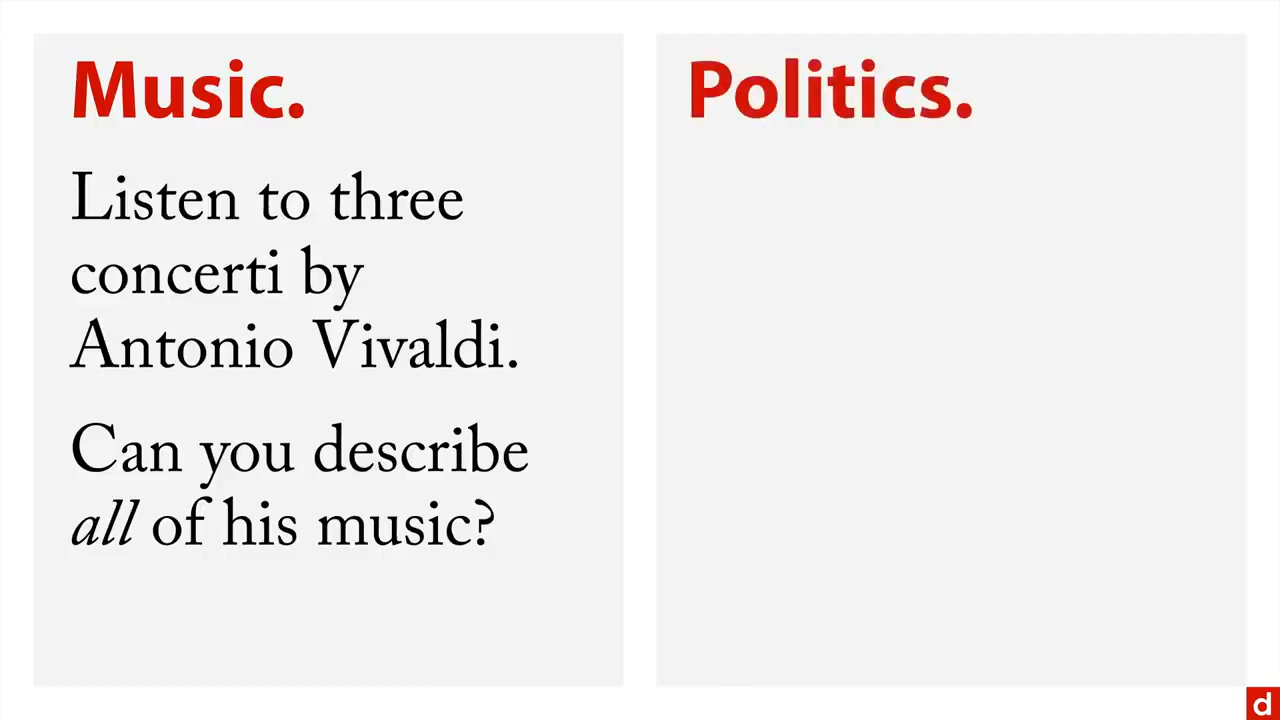 Music.
Listen to three
concerti by
Antonio Vivaldi.
Can you describe
all of his music?
Politics.
d